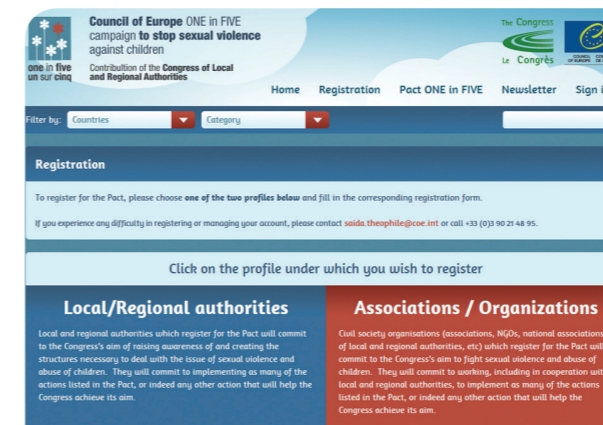 Council of Europe ONE in FIVE
campaign to stop sexual violence
against children
one in five
un sur cinq
Contribultion of the Congress of Local
and Regional Authorities
The Congress
Le Congrès
Home Registration Pact ONE in FIVE Newsletter Sign
Filter by: Countries Category
Registration
To register for the Pact, please choose one of the two profiles below and fill in the corresponding registration form.
If you experience any difficulty in registering or managing your account, please contact saida.theophile@coe.int or call +33 (0)3 90 21 48 95.
Click on the profile under which you wish to register
Local/Regional authorities
Local and regional authorities which register for the Pact will commit
to the Congress's aim of raising awareness of and creating the
structures necessary to deal with the issue of sexual violence and
abuse of children. They will commit to implementing as many of the
actions listed in the Pact, or indeed any other action that will help the
Congress achieve its aim.
Associations / Organizations
Civil society organisations (associations, NGOs, national associations
of local and regional authorities, etc) which register for the Pact will
commit to the Congress's aim to fight sexual violence and abuse of
children. They will commit to working, including in cooperation with
local and regional authorities, to implement as many of the actions
listed in the Pact, or indeed any other action that will help the
Congress achieve its aim.